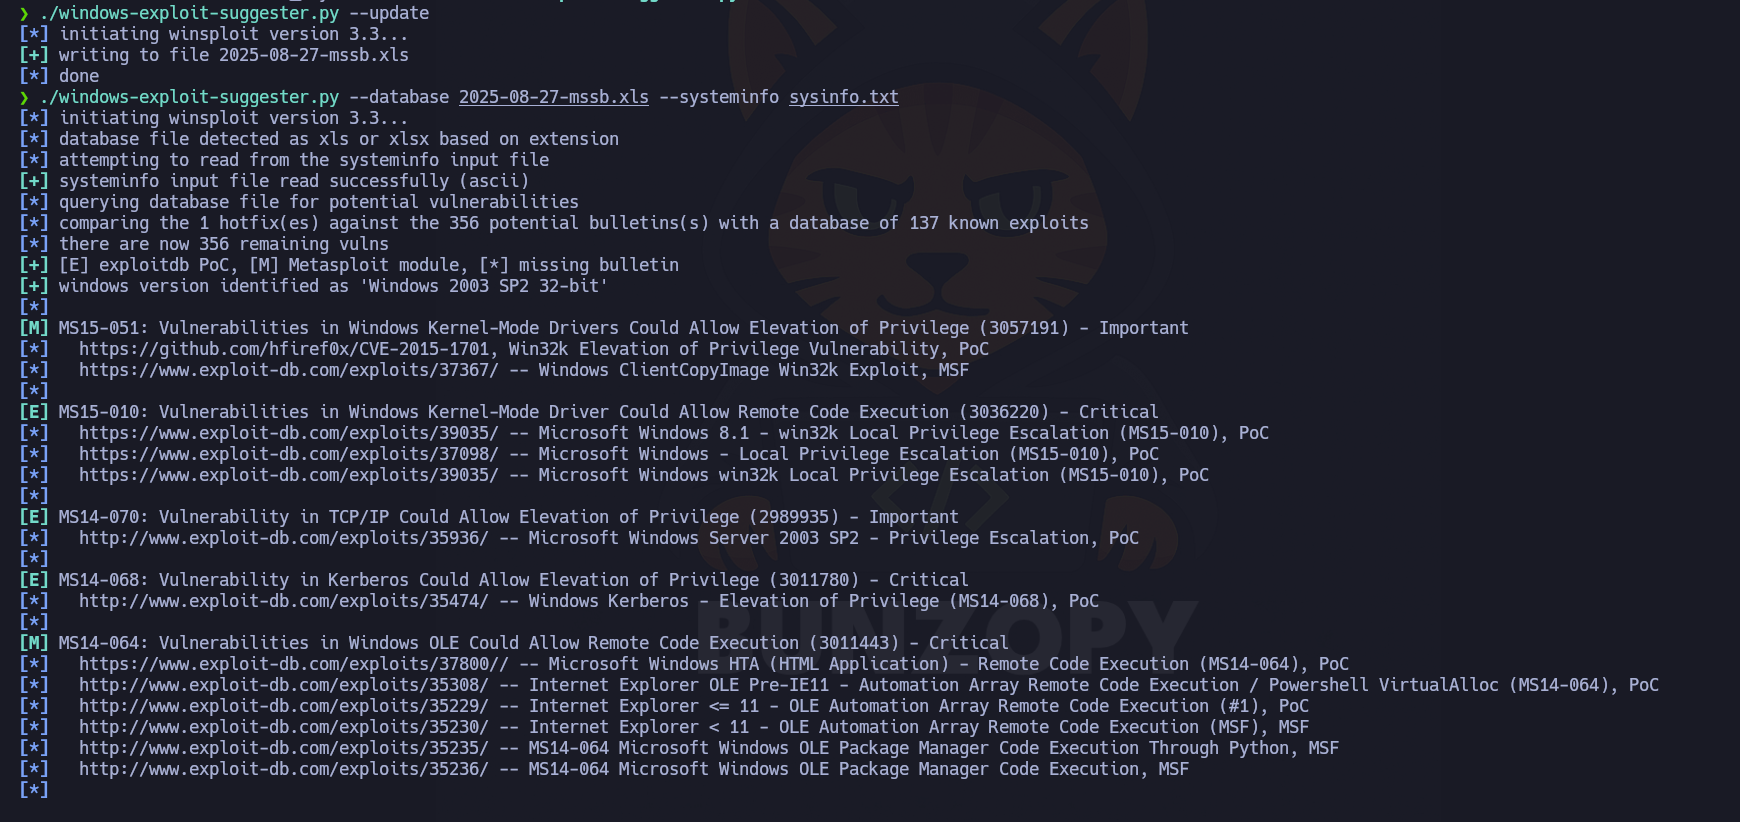 ❯ ./windows-exploit-suggester.py --update
[*] initiating winsploit version 3.3...
[+] writing to file 2025-08-27-mssb.xls
[*] done
❯ ./windows-exploit-suggester.py --database 2025-08-27-mssb.xls --systeminfo sysinfo.txt
[*] initiating winsploit version 3.3...
[*] database file detected as xls or xlsx based on extension
[*] attempting to read from the systeminfo input file
[+] systeminfo input file read successfully (ascii)
[*] querying database file for potential vulnerabilities
[*] comparing the 1 hotfix(es) against the 356 potential bulletins(s) with a database of 137 known exploits
[*] there are now 356 remaining vulns
[+] [E] exploitdb PoC, [M] Metasploit module, [*] missing bulletin
[+] windows version identified as 'Windows 2003 SP2 32-bit'
[*]
[M] MS15-051: Vulnerabilities in Windows Kernel-Mode Drivers Could Allow Elevation of Privilege (3057191) - Important
[*]   https://github.com/hfiref0x/CVE-2015-1701, Win32k Elevation of Privilege Vulnerability, PoC
[*]   https://www.exploit-db.com/exploits/37367/ -- Windows ClientCopyImage Win32k Exploit, MSF
[*]
[E] MS15-010: Vulnerabilities in Windows Kernel-Mode Driver Could Allow Remote Code Execution (3036220) - Critical
[*]   https://www.exploit-db.com/exploits/39035/ -- Microsoft Windows 8.1 - win32k Local Privilege Escalation (MS15-010), PoC
[*]   https://www.exploit-db.com/exploits/37098/ -- Microsoft Windows - Local Privilege Escalation (MS15-010), PoC
[*]   https://www.exploit-db.com/exploits/39035/ -- Microsoft Windows win32k Local Privilege Escalation (MS15-010), PoC
[*]
[E] MS14-070: Vulnerability in TCP/IP Could Allow Elevation of Privilege (2989935) - Important
[*]   http://www.exploit-db.com/exploits/35936/ -- Microsoft Windows Server 2003 SP2 - Privilege Escalation, PoC
[*]
[E] MS14-068: Vulnerability in Kerberos Could Allow Elevation of Privilege (3011780) - Critical
[*]   http://www.exploit-db.com/exploits/35474/ -- Windows Kerberos - Elevation of Privilege (MS14-068), PoC
[*]
[M] MS14-064: Vulnerabilities in Windows OLE Could Allow Remote Code Execution (3011443) - Critical
[*]   https://www.exploit-db.com/exploits/37800// -- Microsoft Windows HTA (HTML Application) - Remote Code Execution (MS14-064), PoC
[*]   http://www.exploit-db.com/exploits/35308/ -- Internet Explorer OLE Pre-IE11 - Automation Array Remote Code Execution / Powershell VirtualAlloc (MS14-064), PoC
[*]   http://www.exploit-db.com/exploits/35229/ -- Internet Explorer <= 11 - OLE Automation Array Remote Code Execution (#1), PoC
[*]   http://www.exploit-db.com/exploits/35230/ -- Internet Explorer < 11 - OLE Automation Array Remote Code Execution (MSF), MSF
[*]   http://www.exploit-db.com/exploits/35235/ -- MS14-064 Microsoft Windows OLE Package Manager Code Execution Through Python, MSF
[*]   http://www.exploit-db.com/exploits/35236/ -- MS14-064 Microsoft Windows OLE Package Manager Code Execution, MSF
[*]